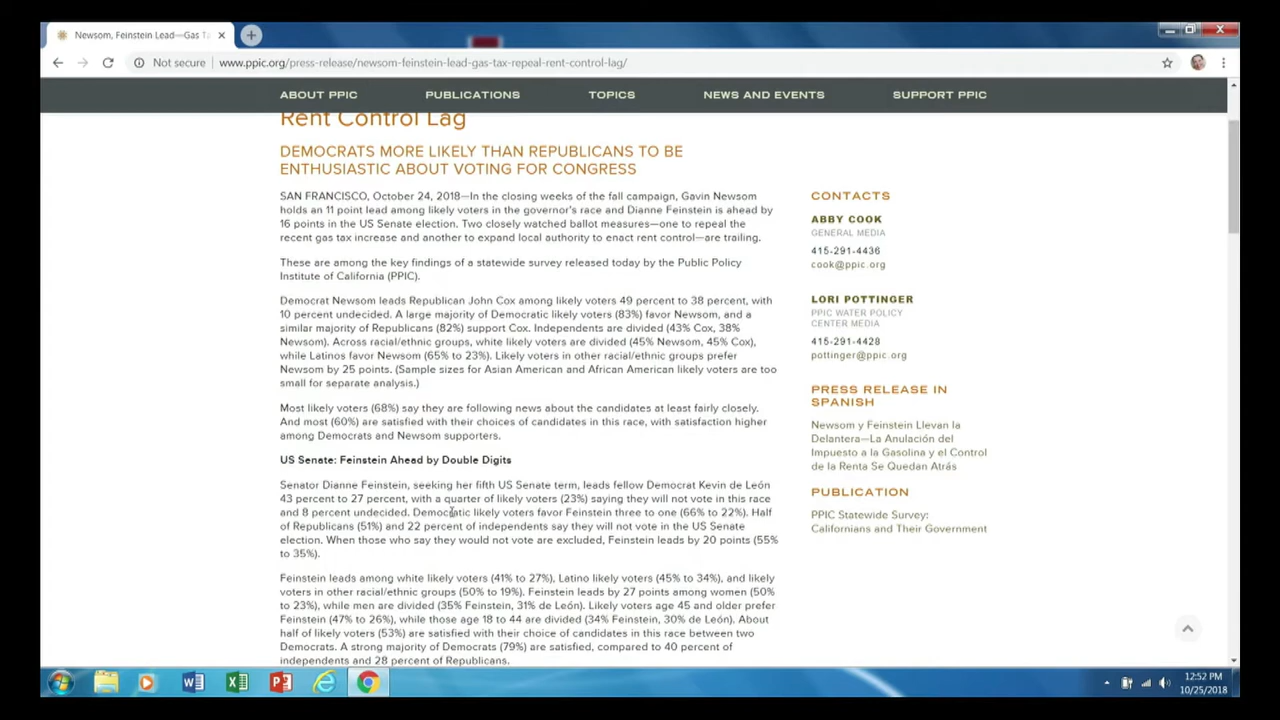 Newsom, Feinstein Lead—Gas Ta
Not secure
www.ppic.org/press-release/newsom-feinstein-lead-gas-tax-repeal-rent-control-lag/
ABOUT PPIC
PUBLICATIONS
TOPICS
NEWS AND EVENTS
SUPPORT PPIC
Rent Control Lag
DEMOCRATS MORE LIKELY THAN REPUBLICANS TO BE
ENTHUSIASTIC ABOUT VOTING FOR CONGRESS
SAN FRANCISCO, October 24, 2018—In the closing weeks of the fall campaign, Gavin Newsom
holds an 11 point lead among likely voters in the governor's race and Dianne Feinstein is ahead by
16 points in the US Senate election. Two closely watched ballot measures—one to repeal the
recent gas tax increase and another to expand local authority to enact rent control—are trailing.
These are among the key findings of a statewide survey released today by the Public Policy
Institute of California (PPIC).
Democrat Newsom leads Republican John Cox among likely voters 49 percent to 38 percent, with
10 percent undecided. A large majority of Democratic likely voters (83%) favor Newsom, and a
similar majority of Republicans (82%) support Cox. Independents are divided (43% Cox, 38%
Newsom). Across racial/ethnic groups, white likely voters are divided (45% Newsom, 45% Cox),
while Latinos favor Newsom (65% to 23%). Likely voters in other racial/ethnic groups prefer
Newsom by 25 points. (Sample sizes for Asian American and African American likely voters are too
small for separate analysis.)
Most likely voters (68%) say they are following news about the candidates at least fairly closely.
And most (60%) are satisfied with their choices of candidates in this race, with satisfaction higher
among Democrats and Newsom supporters.
US Senate: Feinstein Ahead by Double Digits
Senator Dianne Feinstein, seeking her fifth US Senate term, leads fellow Democrat Kevin de León
43 percent to 27 percent, with a quarter of likely voters (23%) saying they will not vote in this race
and 8 percent undecided. Democratic likely voters favor Feinstein three to one (66% to 22%). Half
of Republicans (51%) and 22 percent of independents say they will not vote in the US Senate
election. When those who say they would not vote are excluded, Feinstein leads by 20 points (55%
to 35%).
Feinstein leads among white likely voters (41% to 27%), Latino likely voters (45% to 34%), and likely
voters in other racial/ethnic groups (50% to 19%). Feinstein leads by 27 points among women (50%
to 23%), while men are divided (35% Feinstein, 31% de León). Likely voters age 45 and older prefer
Feinstein (47% to 26%), while those age 18 to 44 are divided (34% Feinstein, 30% de León). About
half of likely voters (53%) are satisfied with their choice of candidates in this race between two
Democrats. A strong majority of Democrats (79%) are satisfied, compared to 40 percent of
independents and 28 percent of Republicans.
CONTACTS
ABBY COOK
GENERAL MEDIA
415-291-4436
cook@ppic.org
LORI POTTINGER
PPIC WATER POLICY
CENTER MEDIA
415-291-4428
pottinger@ppic.org
PRESS RELEASE IN
SPANISH
Newsom y Feinstein Llevan la
Delantera—La Anulación del
Impuesto a la Gasolina y el Control
de la Renta Se Quedan Atrás
PUBLICATION
PPIC Statewide Survey:
Californians and Their Government
12:52 PM
10/25/2018